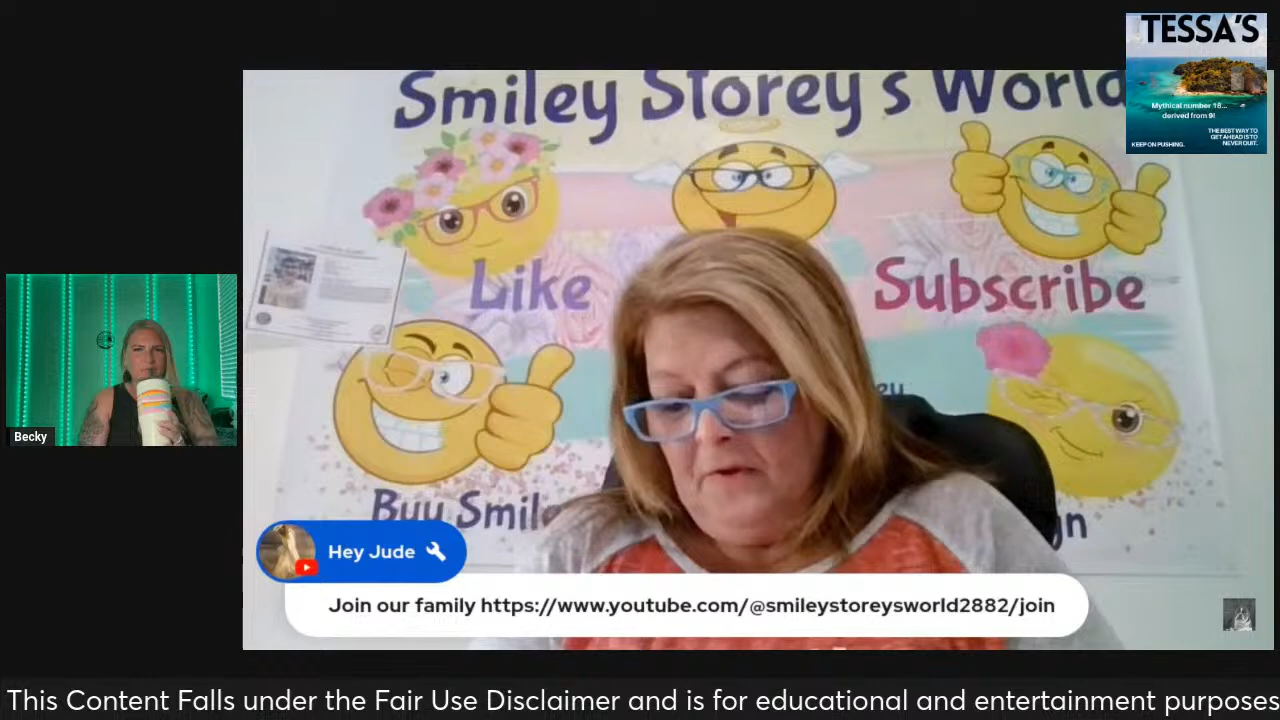 TESSA'S
Mythical number 18...
derived from 9!
THE BEST WAY TO
GET AHEAD IS TO
NEVER QUIT.
KEEP ON PUSHING.
Smiley Storey's World
Like
Subscribe
Buy
Becky
Hey Jude
Join our family https://www.youtube.com/@smileystoreysworld2882/join
This Content Falls under the Fair Use Disclaimer and is for educational and entertainment purposes